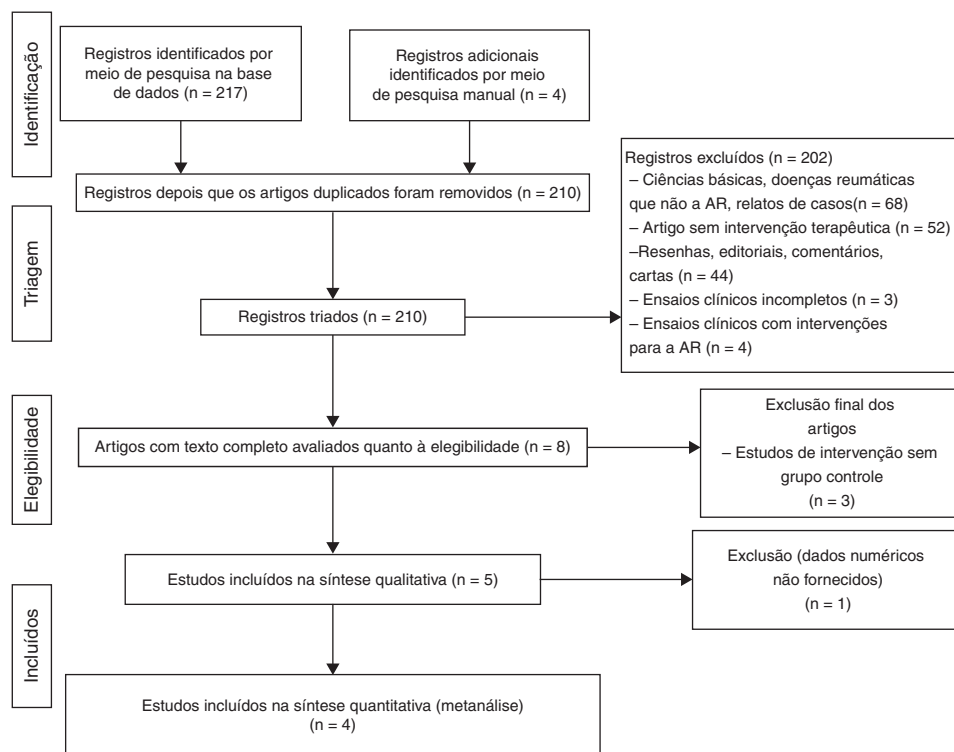 Identificação
Registros identificados por
meio de pesquisa na base
de dados (n = 217)
Registros adicionais
identificados por meio
de pesquisa manual (n = 4)
Registros depois que os artigos duplicados foram removidos (n = 210)
Triagem
Registros triados (n = 210)
Registros excluídos (n = 202)
– Ciências básicas, doenças reumáticas
que não a AR, relatos de casos(n = 68)
– Artigo sem intervenção terapêutica (n = 52)
–Resenhas, editoriais, comentários,
cartas (n = 44)
– Ensaios clínicos incompletos (n = 3)
– Ensaios clínicos com intervenções
para a AR (n = 4)
Elegibilidade
Artigos com texto completo avaliados quanto à elegibilidade (n = 8)
Exclusão final dos
artigos
– Estudos de intervenção sem
grupo controle
(n = 3)
Incluídos
Estudos incluídos na síntese qualitativa (n = 5)
Exclusão (dados numéricos
não fornecidos)
(n = 1)
Estudos incluídos na síntese quantitativa (metanálise)
(n = 4)